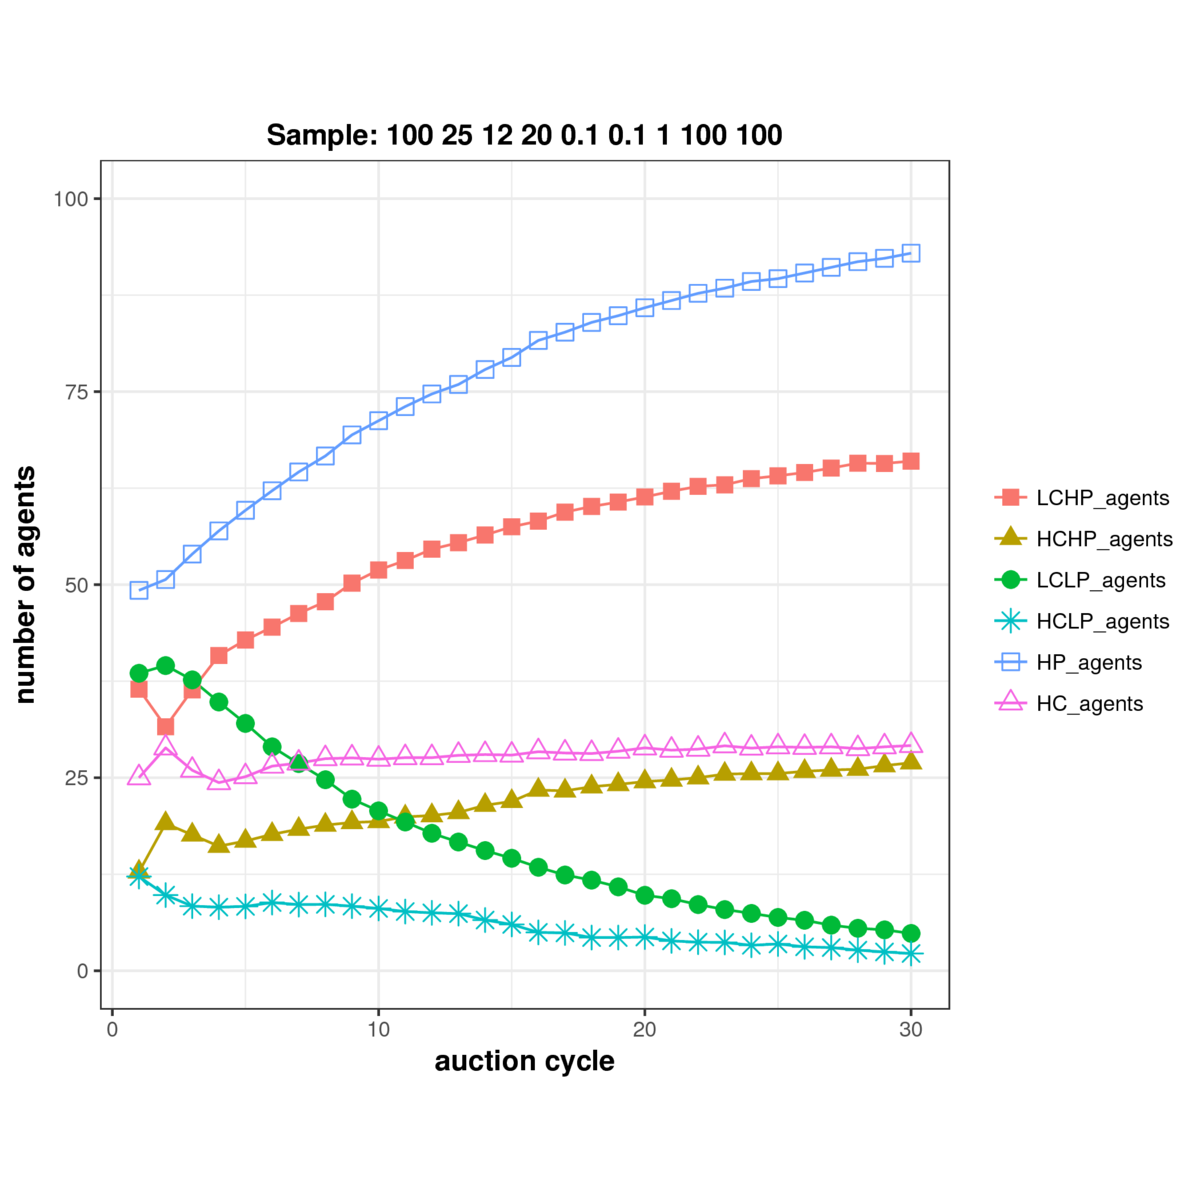 Sample: 100 25 12 20 0.1 0.1 1 100 100
number of agents
100
75
50
25
0
0
10
20
30
auction cycle
LCHP_agents
HCHP_agents
LCLP_agents
HCLP_agents
HP_agents
HC_agents